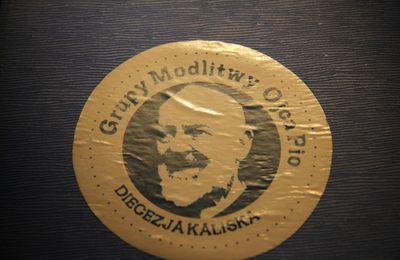 Grupy Modlitwy Ojca Pio
DIECEZJA KALISKA